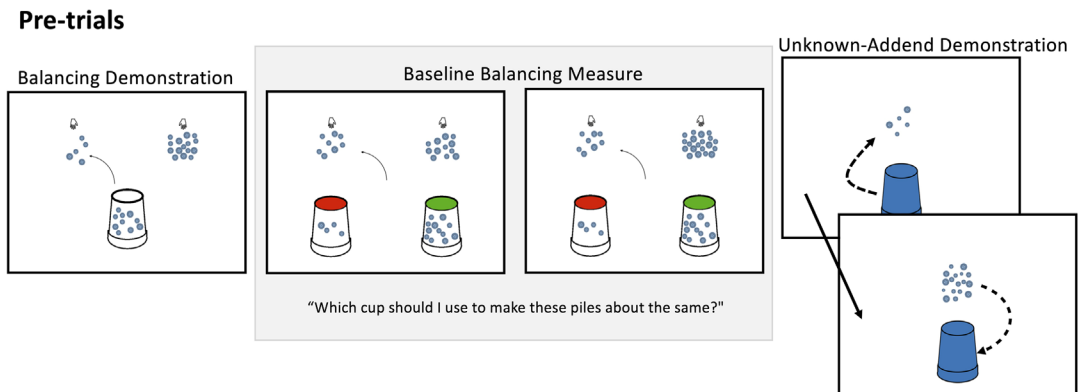 Pre-trials
Balancing Demonstration
Baseline Balancing Measure
“Which cup should I use to make these piles about the same?"
Unknown-Addend Demonstration